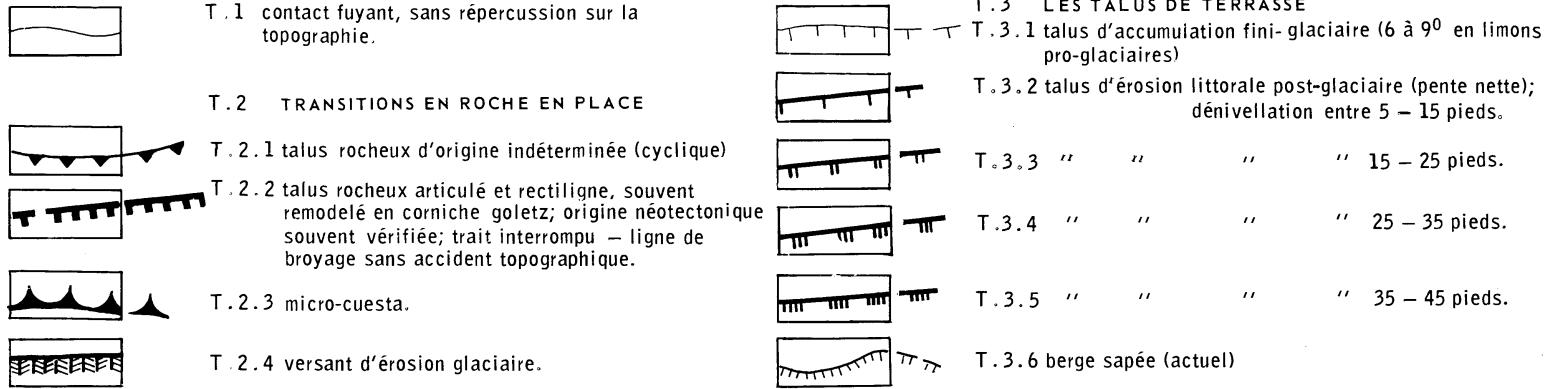 T.1 contact fuyant, sans répercussion sur la
topographie.
T.2 TRANSITIONS EN ROCHE EN PLACE
T.2.1 talus rocheux d'origine indéterminée (cyclique)
T.2.2 talus rocheux articulé et rectiligne, souvent
remodelé en corniche goletz; origine néotectonique
souvent vérifiée; trait interrompu – ligne de
broyage sans accident topographique.
T.2.3 micro-cuesta.
T.2.4 versant d'érosion glaciaire.
T.3 LES TALUS DE TERRASSE
T.3.1 talus d'accumulation fini-glaciaire (6 à 9⁰ en limons
pro-glaciaires)
T.3.2 talus d'érosion littorale post-glaciaire (pente nette);
dénivellation entre 5 – 15 pieds.
T.3.3 " " " " 15 – 25 pieds.
T.3.4 " " " " 25 – 35 pieds.
T.3.5 " " " " 35 – 45 pieds.
T.3.6 berge sapée (actuel)